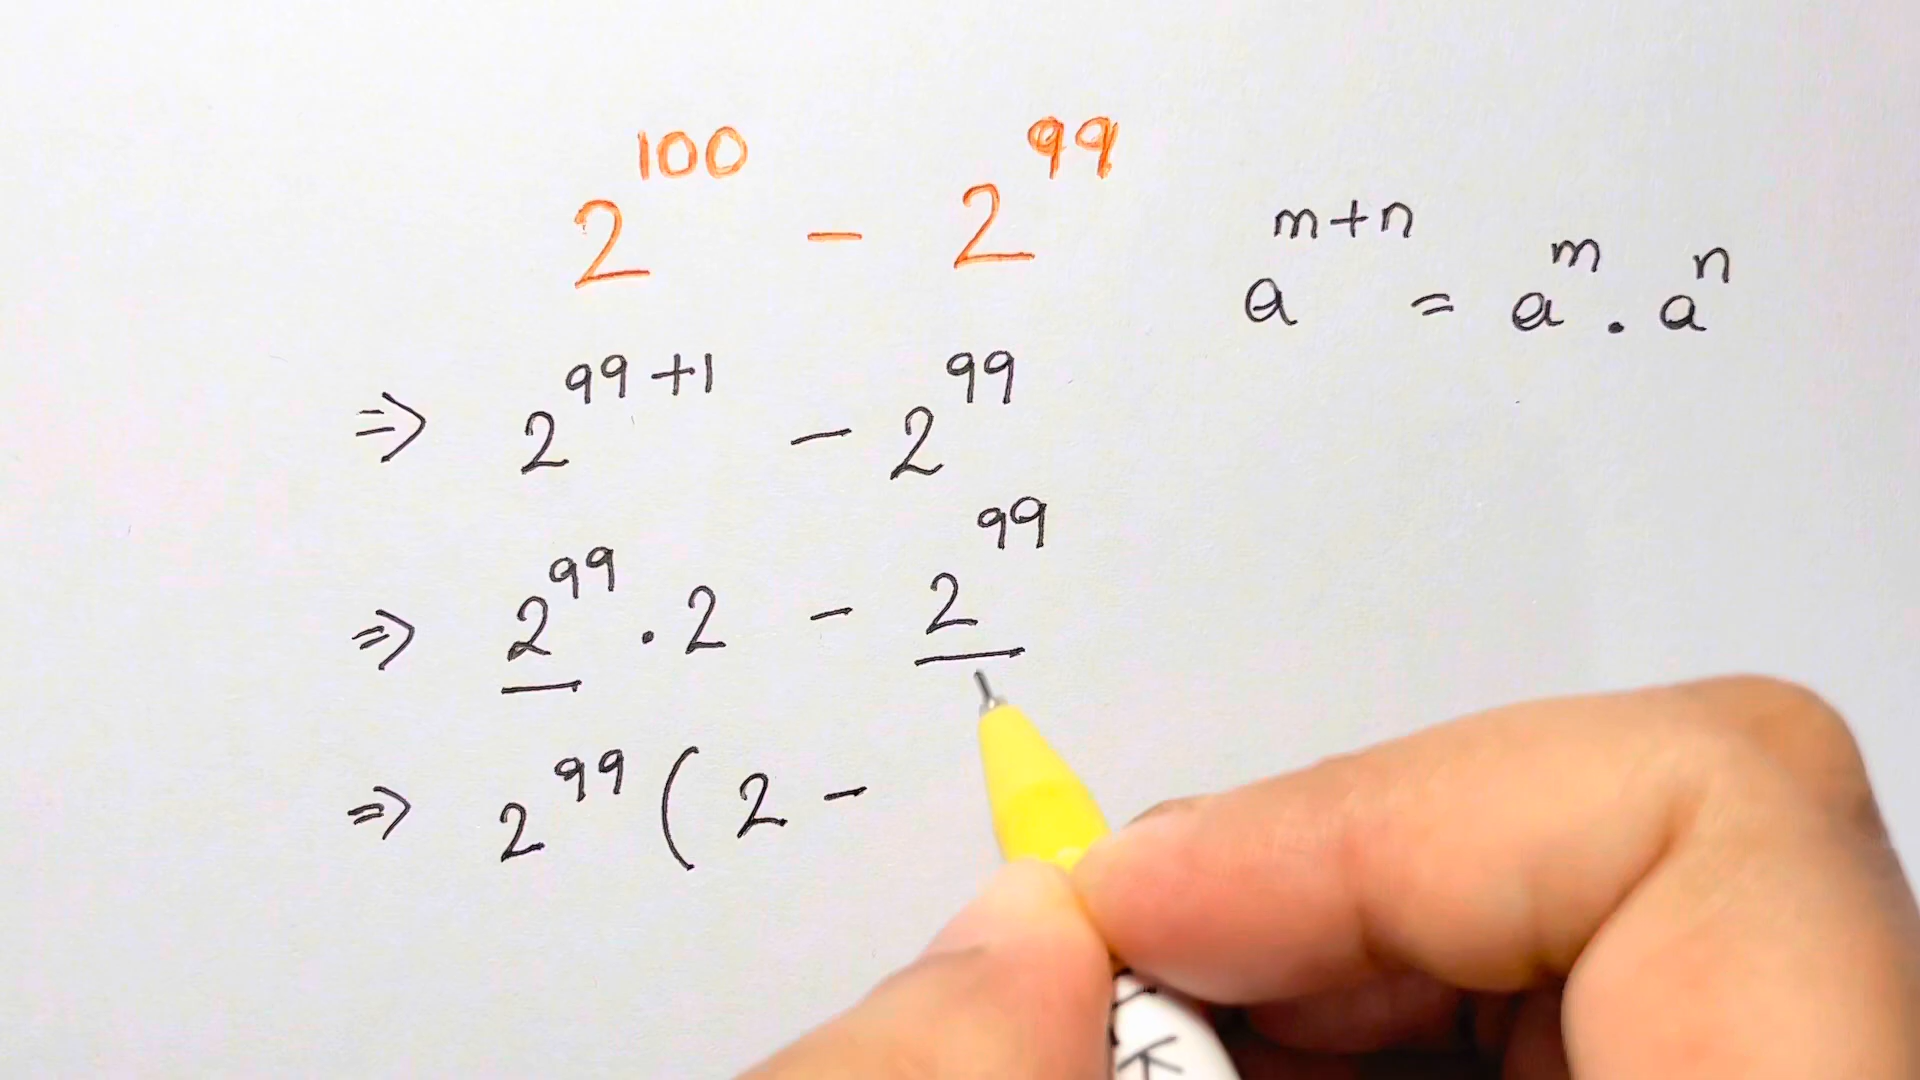 2^100 - 2^99
a^m+n = a^m . a^n
⇒ 2^99+1 - 2^99
⇒ 2^99 . 2 - 2^99
⇒ 2^99 ( 2 -